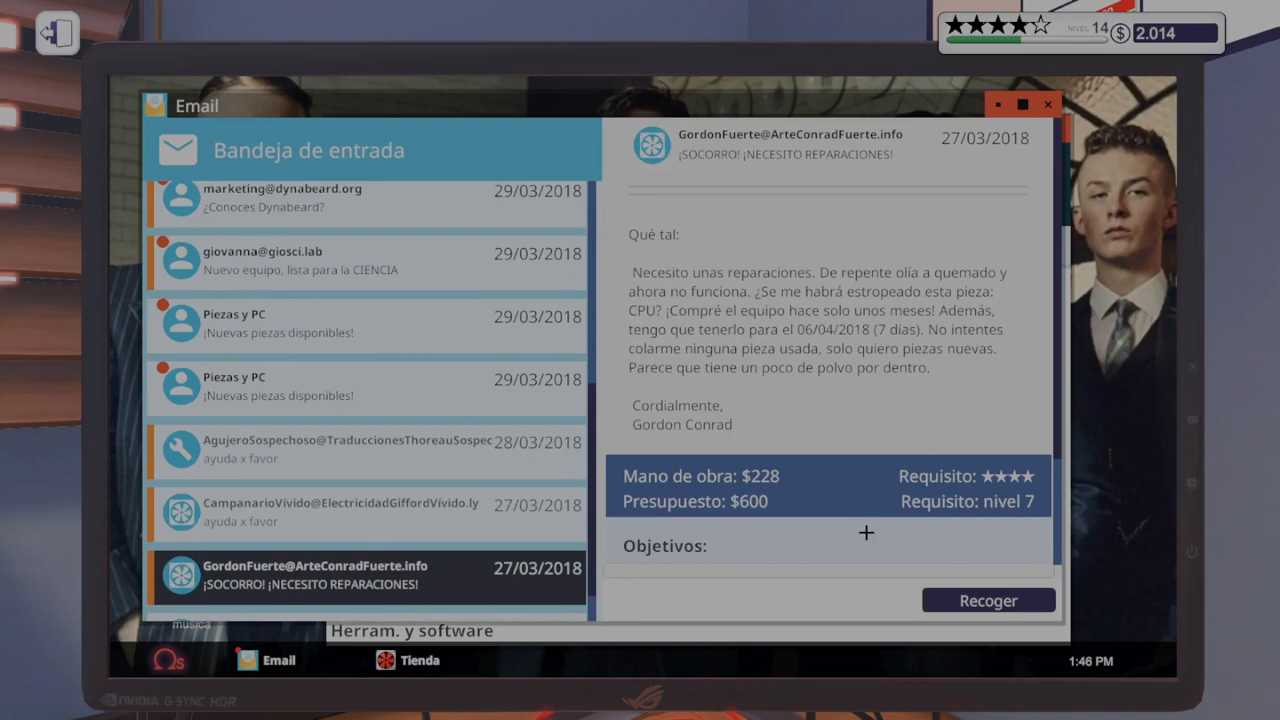 NIVEL 14
$ 2.014
Email
Bandeja de entrada
marketing@dynabeard.org
29/03/2018
¿Conoces Dynabeard?
giovanna@giosci.lab
29/03/2018
Nuevo equipo, lista para la CIENCIA
Piezas y PC
29/03/2018
¡Nuevas piezas disponibles!
Piezas y PC
29/03/2018
¡Nuevas piezas disponibles!
AgujeroSospechoso@TraduccionesThoreauSospec
28/03/2018
ayuda x favor
CampanarioVívido@ElectricidadGiffordVívido.ly
27/03/2018
ayuda x favor
GordonFuerte@ArteConradFuerte.info
27/03/2018
¡SOCORRO! ¡NECESITO REPARACIONES!
GordonFuerte@ArteConradFuerte.info
27/03/2018
¡SOCORRO! ¡NECESITO REPARACIONES!
Qué tal:
Necesito unas reparaciones. De repente olía a quemado y
ahora no funciona. ¿Se me habrá estropeado esta pieza:
CPU? ¡Compré el equipo hace solo unos meses! Además,
tengo que tenerlo para el 06/04/2018 (7 días). No intentes
colarme ninguna pieza usada, solo quiero piezas nuevas.
Parece que tiene un poco de polvo por dentro.
Cordialmente,
Gordon Conrad
Mano de obra: $228
Requisito: ★★★★
Presupuesto: $600
Requisito: nivel 7
Objetivos:
Recoger
musica
Herram. y software
Ωs
Email
Tienda
1:46 PM
NVIDIA G-SYNC HDR